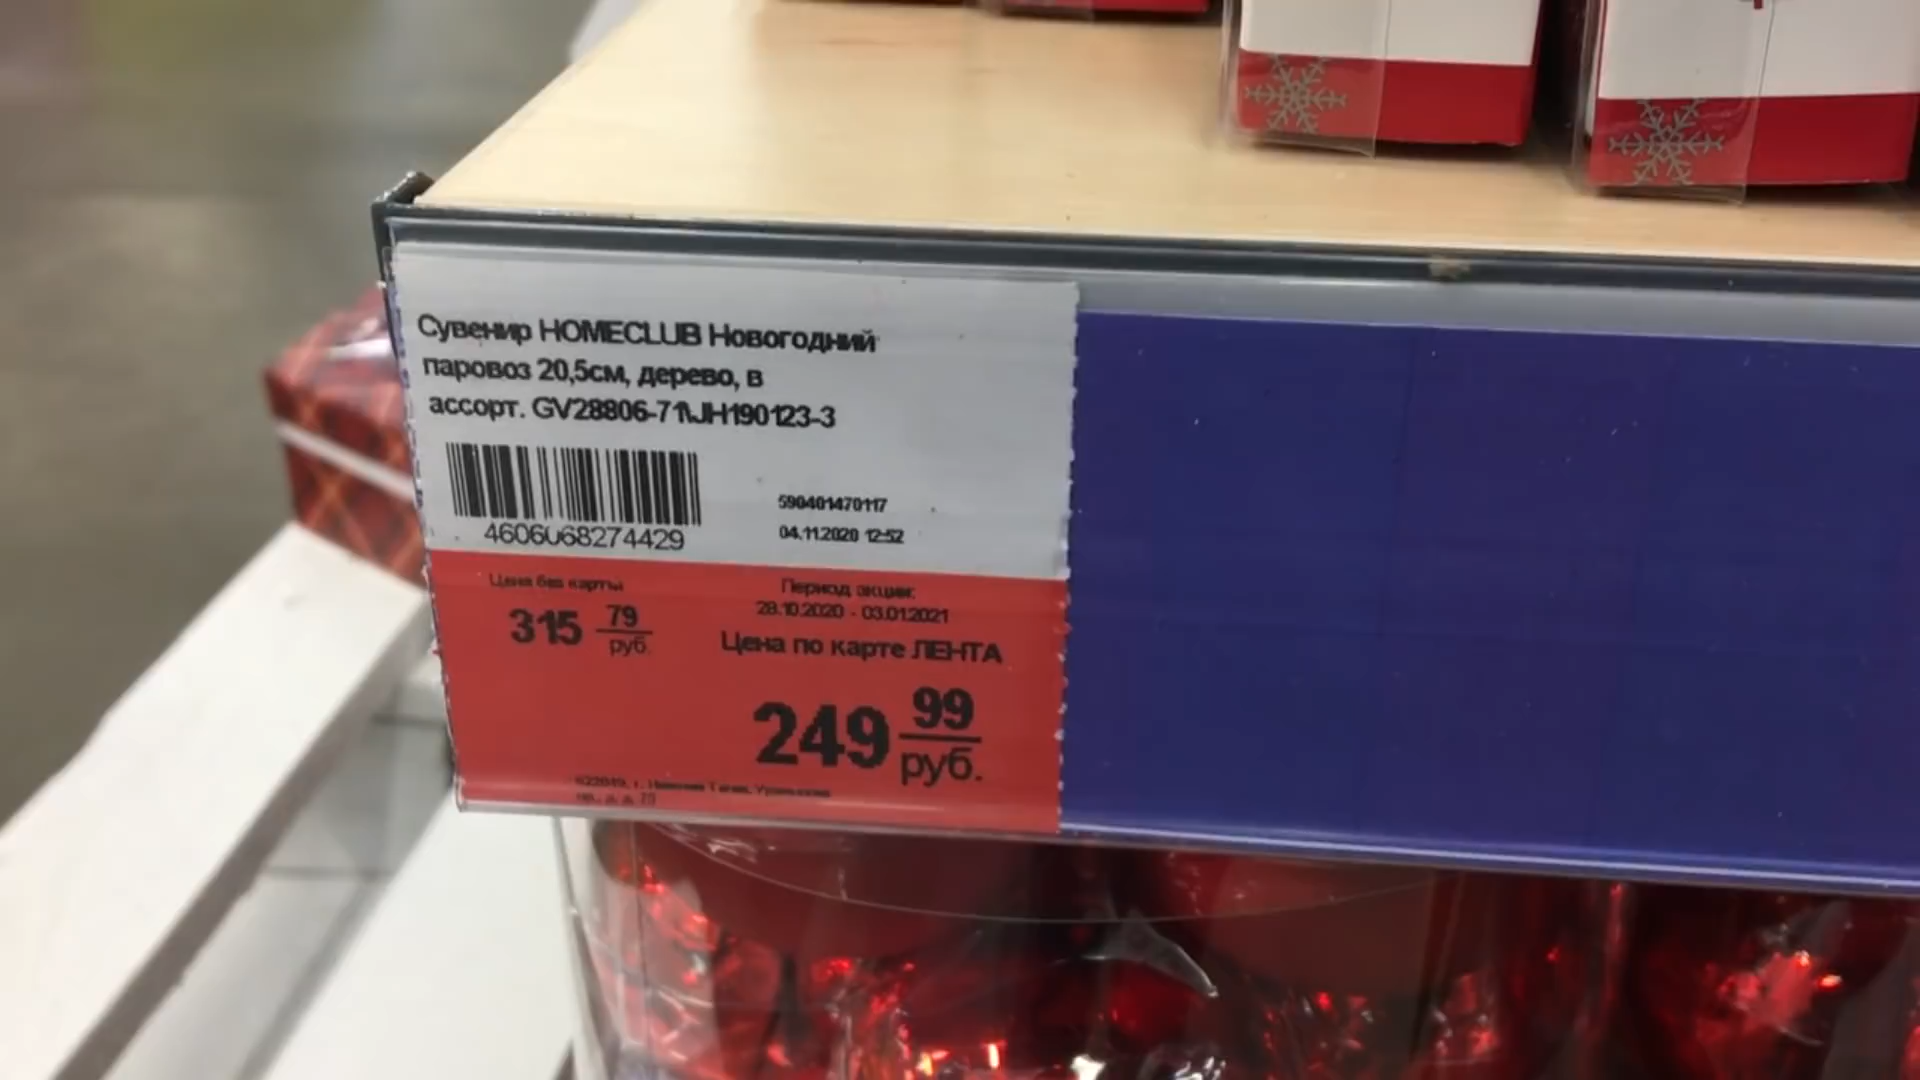 Сувенир HOMECLUB Новогодний
паровоз 20,5см, дерево, в
ассорт. GV28806-71\JH190123-3
590401470117
4606068274429
04.11.2020 12:52
Цена без карты
315 79 руб.
Период акции:
28.10.2020 - 03.01.2021
Цена по карте ЛЕНТА
249 99 руб.